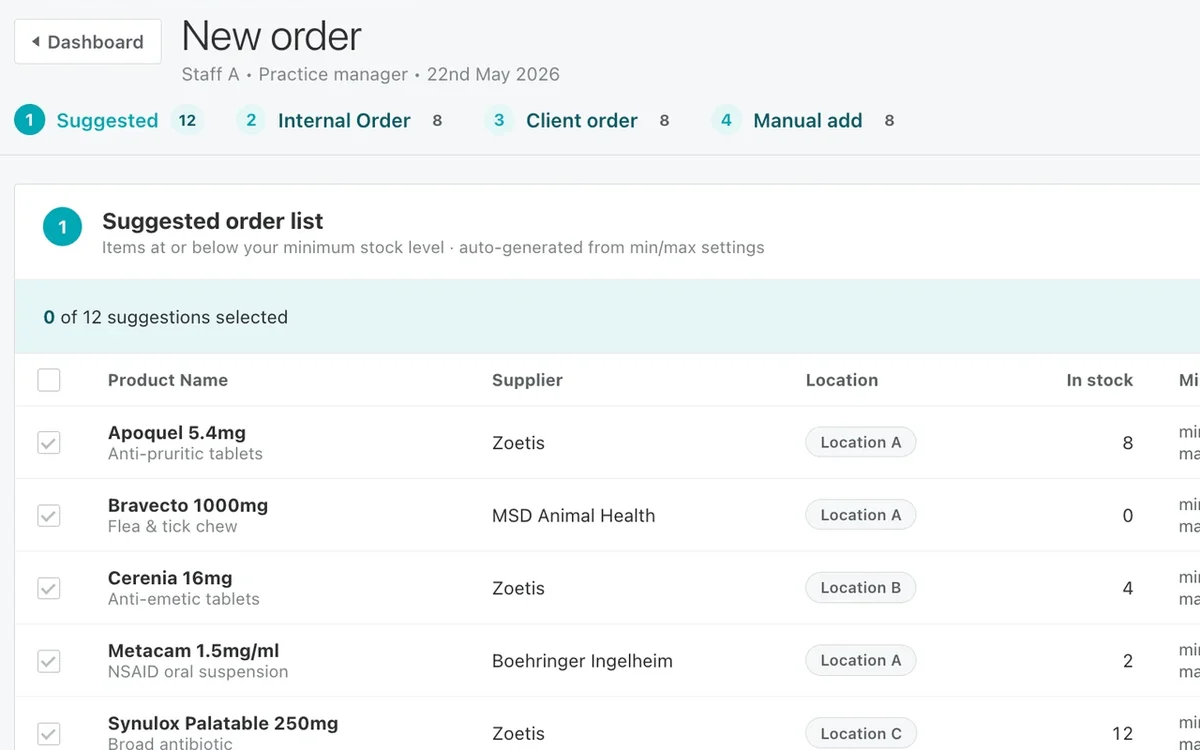 Dashboard
New order
Staff A • Practice manager • 22nd May 2026
1 Suggested 12 2 Internal Order 8 3 Client order 8 4 Manual add 8
1
Suggested order list
Items at or below your minimum stock level · auto-generated from min/max settings
0 of 12 suggestions selected
Product Name Supplier Location In stock
Apoquel 5.4mg
Anti-pruritic tablets
Zoetis Location A 8
Bravecto 1000mg
Flea & tick chew
MSD Animal Health Location A 0
Cerenia 16mg
Anti-emetic tablets
Zoetis Location B 4
Metacam 1.5mg/ml
NSAID oral suspension
Boehringer Ingelheim Location A 2
Synulox Palatable 250mg
Broad antibiotic
Zoetis Location C 12